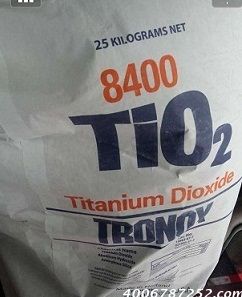 25 KILOGRAMS NET
8400
TiO2
Titanium Dioxide
TRONOX
4006787252.com